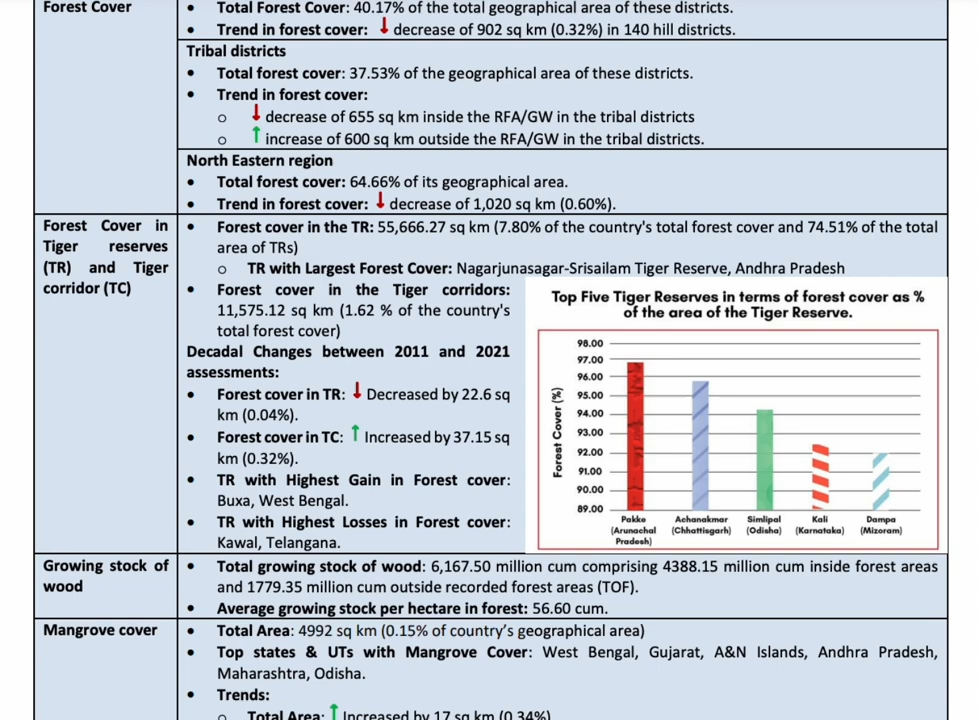 Forest Cover
• Total Forest Cover: 40.17% of the total geographical area of these districts.
• Trend in forest cover: ↓ decrease of 902 sq km (0.32%) in 140 hill districts.
Tribal districts
• Total forest cover: 37.53% of the geographical area of these districts.
• Trend in forest cover:
o ↓ decrease of 655 sq km inside the RFA/GW in the tribal districts
o ↑ increase of 600 sq km outside the RFA/GW in the tribal districts.
North Eastern region
• Total forest cover: 64.66% of its geographical area.
• Trend in forest cover: ↓ decrease of 1,020 sq km (0.60%).
Forest Cover in
Tiger reserves
(TR) and Tiger
corridor (TC)
• Forest cover in the TR: 55,666.27 sq km (7.80% of the country's total forest cover and 74.51% of the total
area of TRs)
o TR with Largest Forest Cover: Nagarjunasagar-Srisailam Tiger Reserve, Andhra Pradesh
• Forest cover in the Tiger corridors:
11,575.12 sq km (1.62 % of the country's
total forest cover)
Decadal Changes between 2011 and 2021
assessments:
• Forest cover in TR: ↓ Decreased by 22.6 sq
km (0.04%).
• Forest cover in TC: ↑ Increased by 37.15 sq
km (0.32%).
• TR with Highest Gain in Forest cover:
Buxa, West Bengal.
• TR with Highest Losses in Forest cover:
Kawal, Telangana.
Top Five Tiger Reserves in terms of forest cover as %
of the area of the Tiger Reserve.
Forest Cover (%)
98.00
97.00
96.00
95.00
94.00
93.00
92.00
91.00
90.00
89.00
Pakke
(Arunachal
Pradesh)
Achanakmar
(Chhattisgarh)
Simlipal
(Odisha)
Kali
(Karnataka)
Dampa
(Mizoram)
Growing stock of
wood
• Total growing stock of wood: 6,167.50 million cum comprising 4388.15 million cum inside forest areas
and 1779.35 million cum outside recorded forest areas (TOF).
• Average growing stock per hectare in forest: 56.60 cum.
Mangrove cover
• Total Area: 4992 sq km (0.15% of country’s geographical area)
• Top states & UTs with Mangrove Cover: West Bengal, Gujarat, A&N Islands, Andhra Pradesh,
Maharashtra, Odisha.
• Trends:
o Total Area: ↑ Increased by 17 sq km (0.34%)